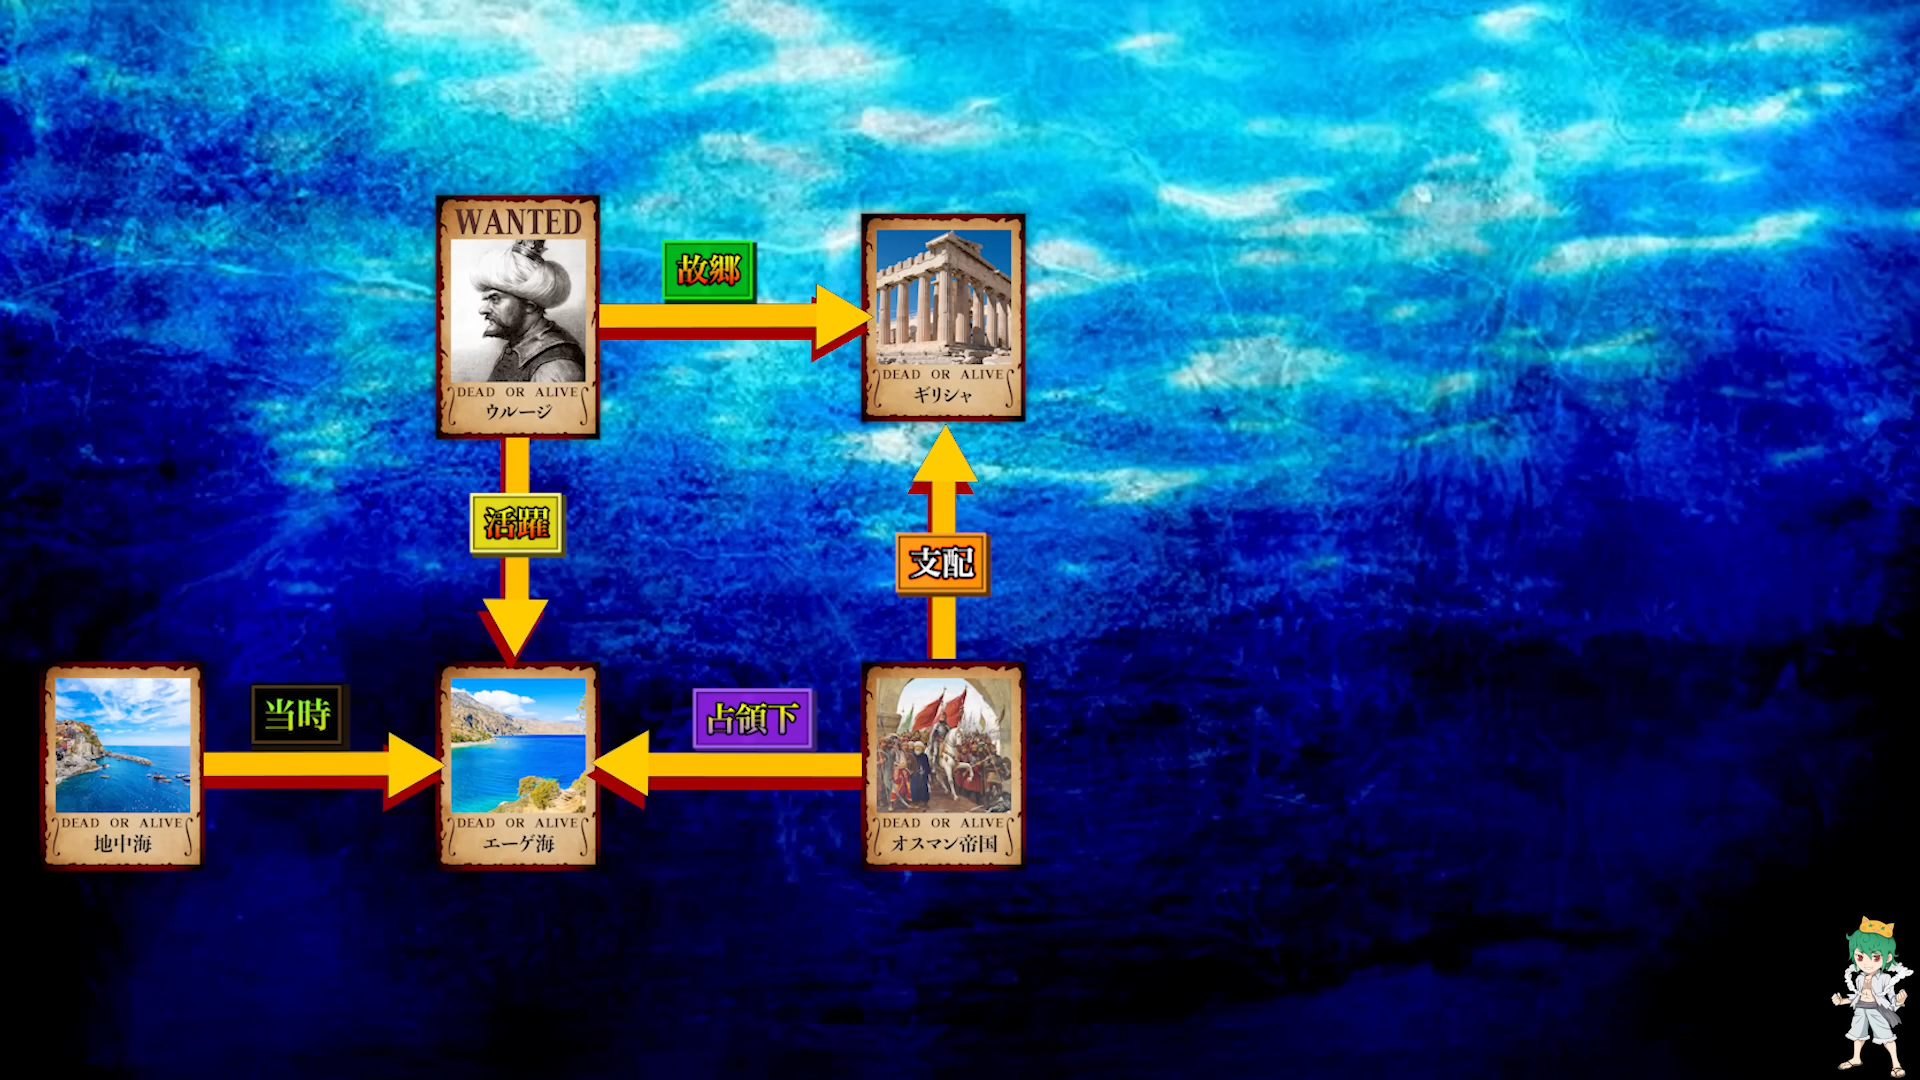 WANTED
DEAD OR ALIVE
ウルージ
故郷
DEAD OR ALIVE
ギリシャ
活躍
支配
DEAD OR ALIVE
地中海
当時
DEAD OR ALIVE
エーゲ海
占領下
DEAD OR ALIVE
オスマン帝国